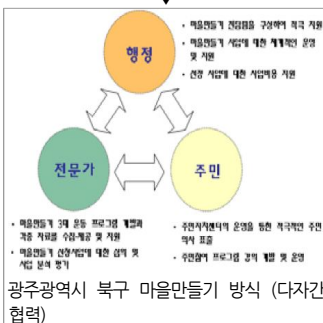 행정
• 마을만들기 전담팀을 구성하여 적극 지원
• 마을만들기 사업에 대한 체계적인 운영
및 지원
• 선정 사업에 대한 사업비용 지원
전문가
주민
• 마을만들기 3대 운동 프로그램 개발과
각종 자료를 수집·제공 및 지원
• 마을만들기 신청사업에 대한 심의 및
사업 분석 평가
• 주민자치센터의 운영을 통한 적극적인 주민
의사 표출
• 주민참여 프로그램 강의 개발 및 운영
광주광역시 북구 마을만들기 방식 (다자간
협력)